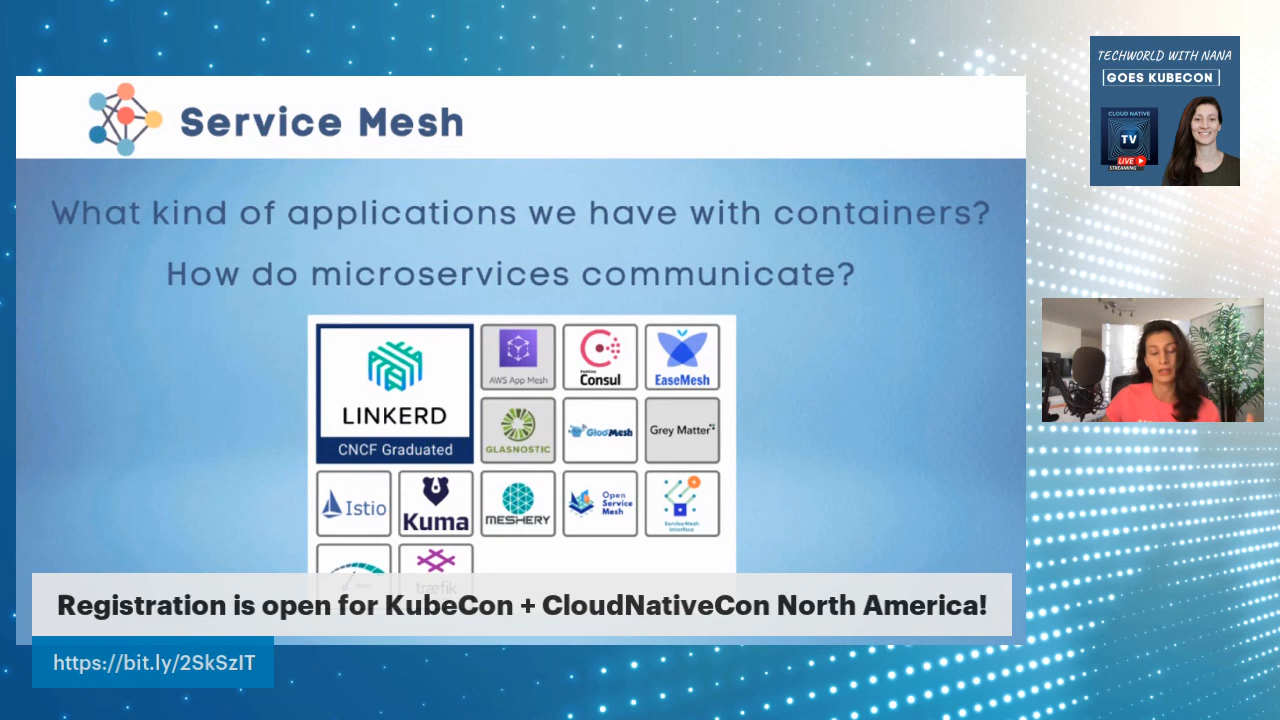 TECHWORLD WITH NANA
GOES KUBECON
CLOUD NATIVE
TV
LIVE
STREAMING
Service Mesh
What kind of applications we have with containers?
How do microservices communicate?
LINKERD
CNCF Graduated
AWS App Mesh
Consul
EaseMesh
GLASNOSTIC
GlooMesh
Grey Matter
Istio
Kuma
MESHERY
Open
Service
Mesh
Service Mesh
Interface
træfik
Registration is open for KubeCon + CloudNativeCon North America!
https://bit.ly/2SkSzIT